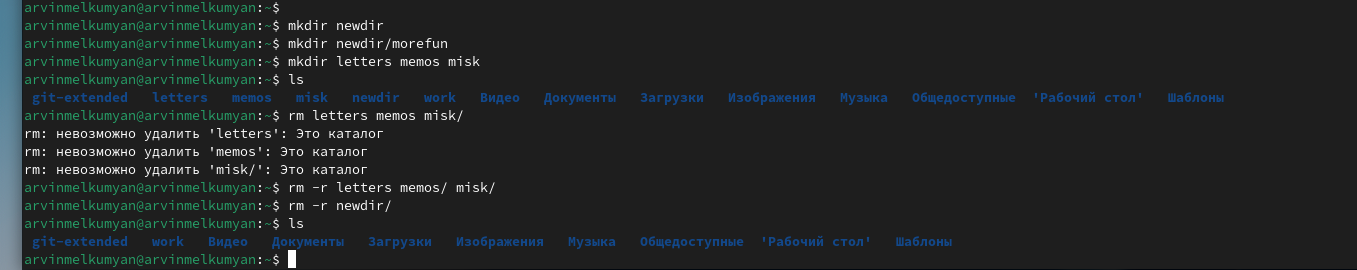 arvinmelkumyan@arvinmelkumyan:~$
arvinmelkumyan@arvinmelkumyan:~$ mkdir newdir
arvinmelkumyan@arvinmelkumyan:~$ mkdir newdir/morefun
arvinmelkumyan@arvinmelkumyan:~$ mkdir letters memos misk
arvinmelkumyan@arvinmelkumyan:~$ ls
git-extended letters memos misk newdir work Видео Документы Загрузки Изображения Музыка Общедоступные 'Рабочий стол' Шаблоны
arvinmelkumyan@arvinmelkumyan:~$ rm letters memos misk/
rm: невозможно удалить 'letters': Это каталог
rm: невозможно удалить 'memos': Это каталог
rm: невозможно удалить 'misk/': Это каталог
arvinmelkumyan@arvinmelkumyan:~$ rm -r letters memos/ misk/
arvinmelkumyan@arvinmelkumyan:~$ rm -r newdir/
arvinmelkumyan@arvinmelkumyan:~$ ls
git-extended work Видео Документы Загрузки Изображения Музыка Общедоступные 'Рабочий стол' Шаблоны
arvinmelkumyan@arvinmelkumyan:~$